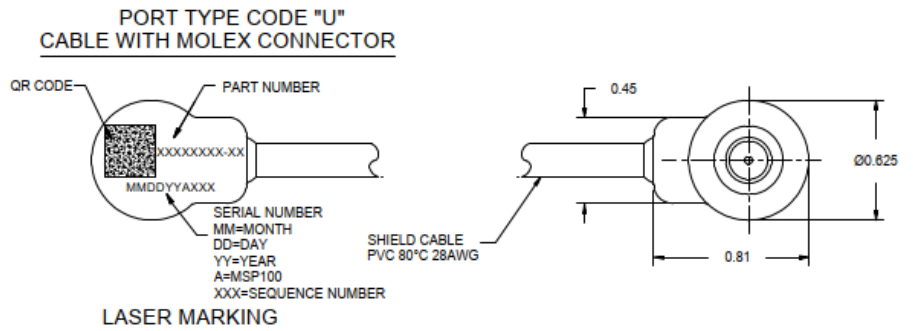 PORT TYPE CODE "U"
CABLE WITH MOLEX CONNECTOR
QR CODE
PART NUMBER
XXXXXXXX-XX
MMDDYYAXXX
SERIAL NUMBER
MM=MONTH
DD=DAY
YY=YEAR
A=MSP100
XXX=SEQUENCE NUMBER
LASER MARKING
0.45
Ø0.625
SHIELD CABLE
PVC 80°C 28AWG
0.81